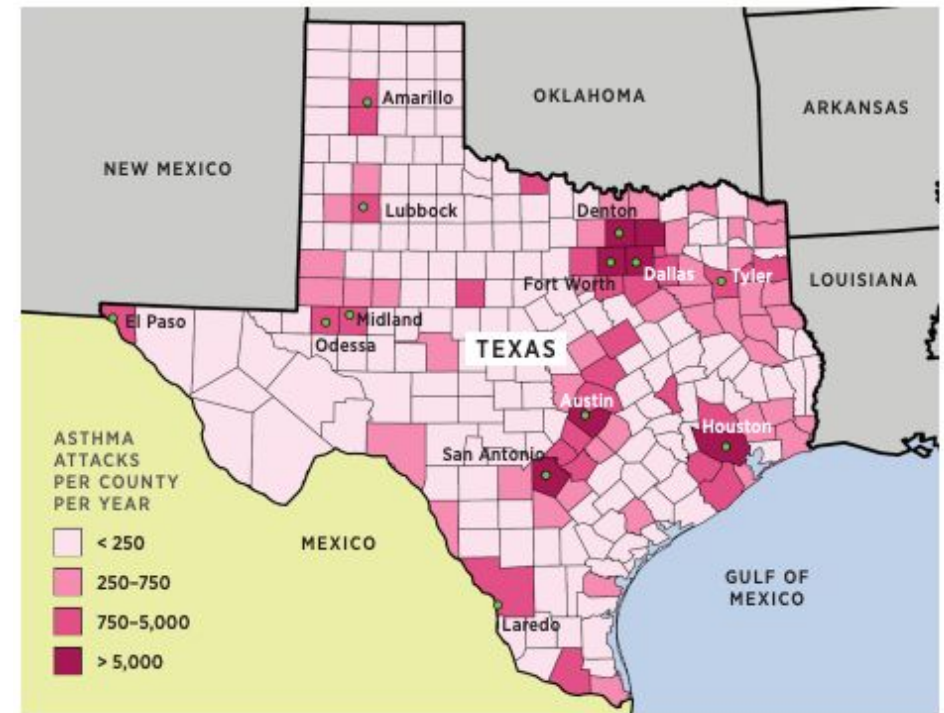 OKLAHOMA
ARKANSAS
NEW MEXICO
LOUISIANA
Amarillo
Lubbock
Denton
Fort Worth
Dallas
Tyler
El Paso
Midland
Odessa
TEXAS
Austin
Houston
San Antonio
Laredo
MEXICO
GULF OF
MEXICO
ASTHMA
ATTACKS
PER COUNTY
PER YEAR
< 250
250–750
750–5,000
> 5,000